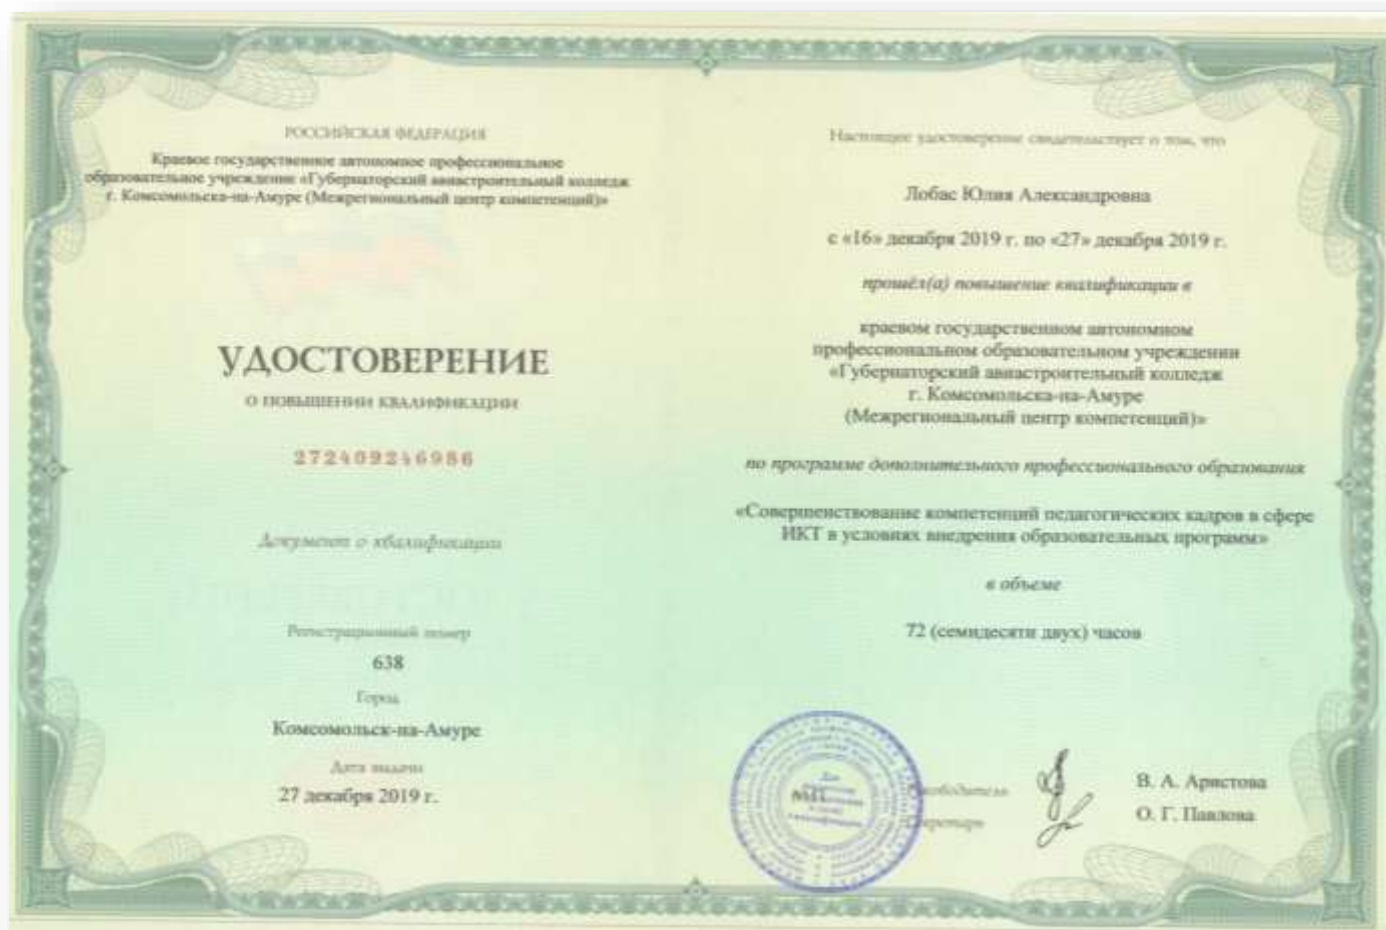 РОССИЙСКАЯ ФЕДЕРАЦИЯ
Краевое государственное автономное профессиональное
образовательное учреждение «Губернаторский авиастроительный колледж
г. Комсомольска-на-Амуре (Межрегиональный центр компетенций)»
УДОСТОВЕРЕНИЕ
О ПОВЫШЕНИИ КВАЛИФИКАЦИИ
272409246986
Документ о квалификации
Регистрационный номер
638
Город
Комсомольск-на-Амуре
Дата выдачи
27 декабря 2019 г.
Настоящее удостоверение свидетельствует о том, что
Лобас Юлия Александровна
с «16» декабря 2019 г. по «27» декабря 2019 г.
прошёл(а) повышение квалификации в
краевом государственном автономном
профессиональном образовательном учреждении
«Губернаторский авиастроительный колледж
г. Комсомольска-на-Амуре
(Межрегиональный центр компетенций)»
по программе дополнительного профессионального образования
«Совершенствование компетенций педагогических кадров в сфере
ИКТ в условиях внедрения образовательных программ»
в объеме
72 (семидесяти двух) часов
М.П.
Руководитель
В. А. Аристова
Секретарь
О. Г. Павлова